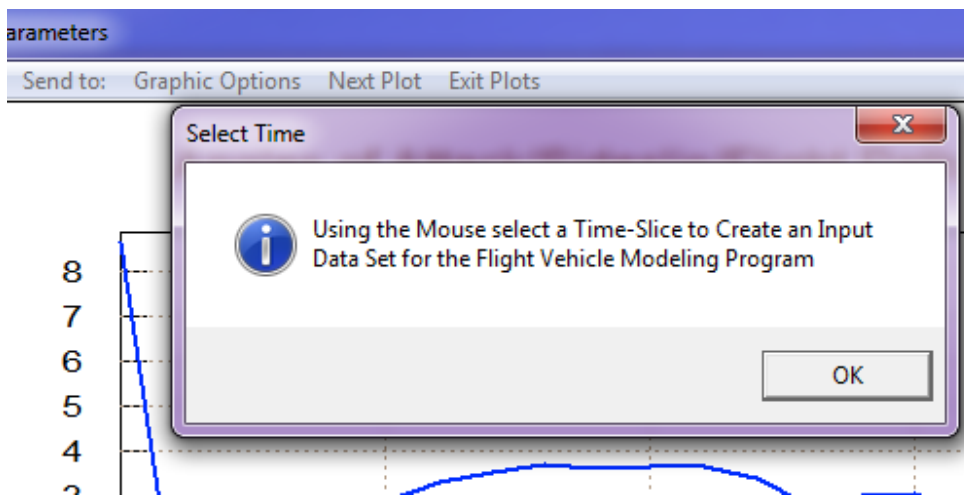 arameters
Send to: Graphic Options Next Plot Exit Plots
Select Time
Using the Mouse select a Time-Slice to Create an Input
Data Set for the Flight Vehicle Modeling Program
OK
8
7
6
5
4